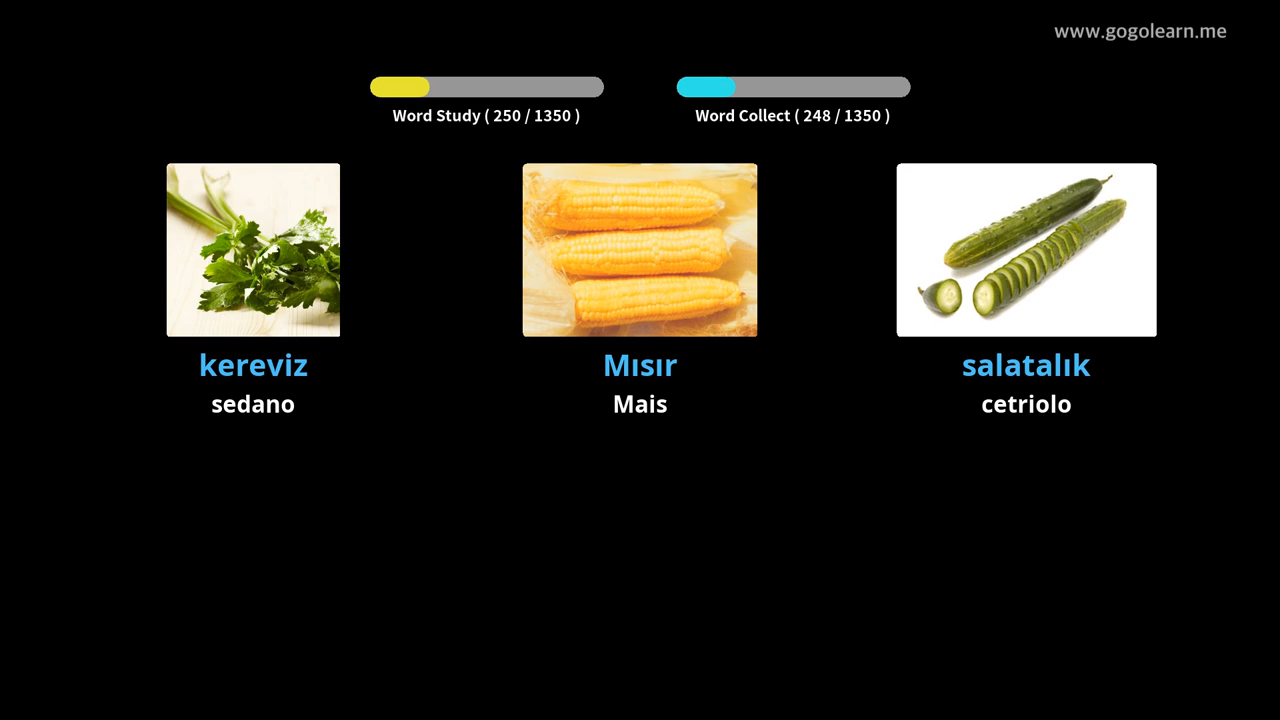 www.gogolearn.me
Word Study ( 250 / 1350 )
Word Collect ( 248 / 1350 )
kereviz
sedano
Mısır
Mais
salatalık
cetriolo